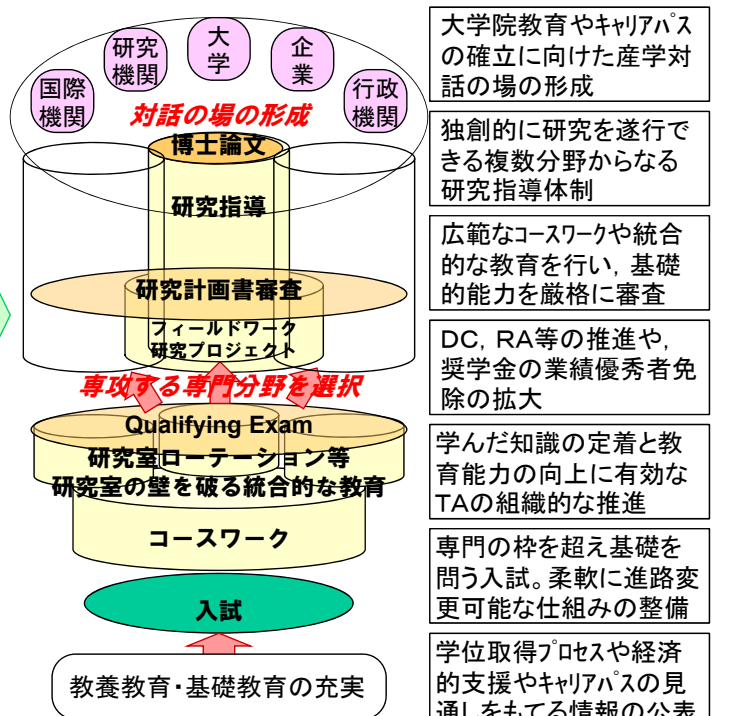 国際
機関
研究
機関
大
学
企
業
行政
機関
対話の場の形成
博士論文
研究指導
研究計画書審査
フィールドワーク
研究プロジェクト
専攻する専門分野を選択
Qualifying Exam
研究室ローテーション等
研究室の壁を破る統合的な教育
コースワーク
入試
教養教育・基礎教育の充実
大学院教育やｷｬﾘｱﾊﾟｽ
の確立に向けた産学対
話の場の形成
独創的に研究を遂行で
きる複数分野からなる
研究指導体制
広範なｺｰｽﾜｰｸや統合
的な教育を行い，基礎
的能力を厳格に審査
ＤＣ，ＲＡ等の推進や，
奨学金の業績優秀者免
除の拡大
学んだ知識の定着と教
育能力の向上に有効な
ＴＡの組織的な推進
専門の枠を超え基礎を
問う入試。柔軟に進路変
更可能な仕組みの整備
学位取得ﾌﾟﾛｾｽや経済
的支援やｷｬﾘｱﾊﾟｽの見
通しをもてる情報の公表